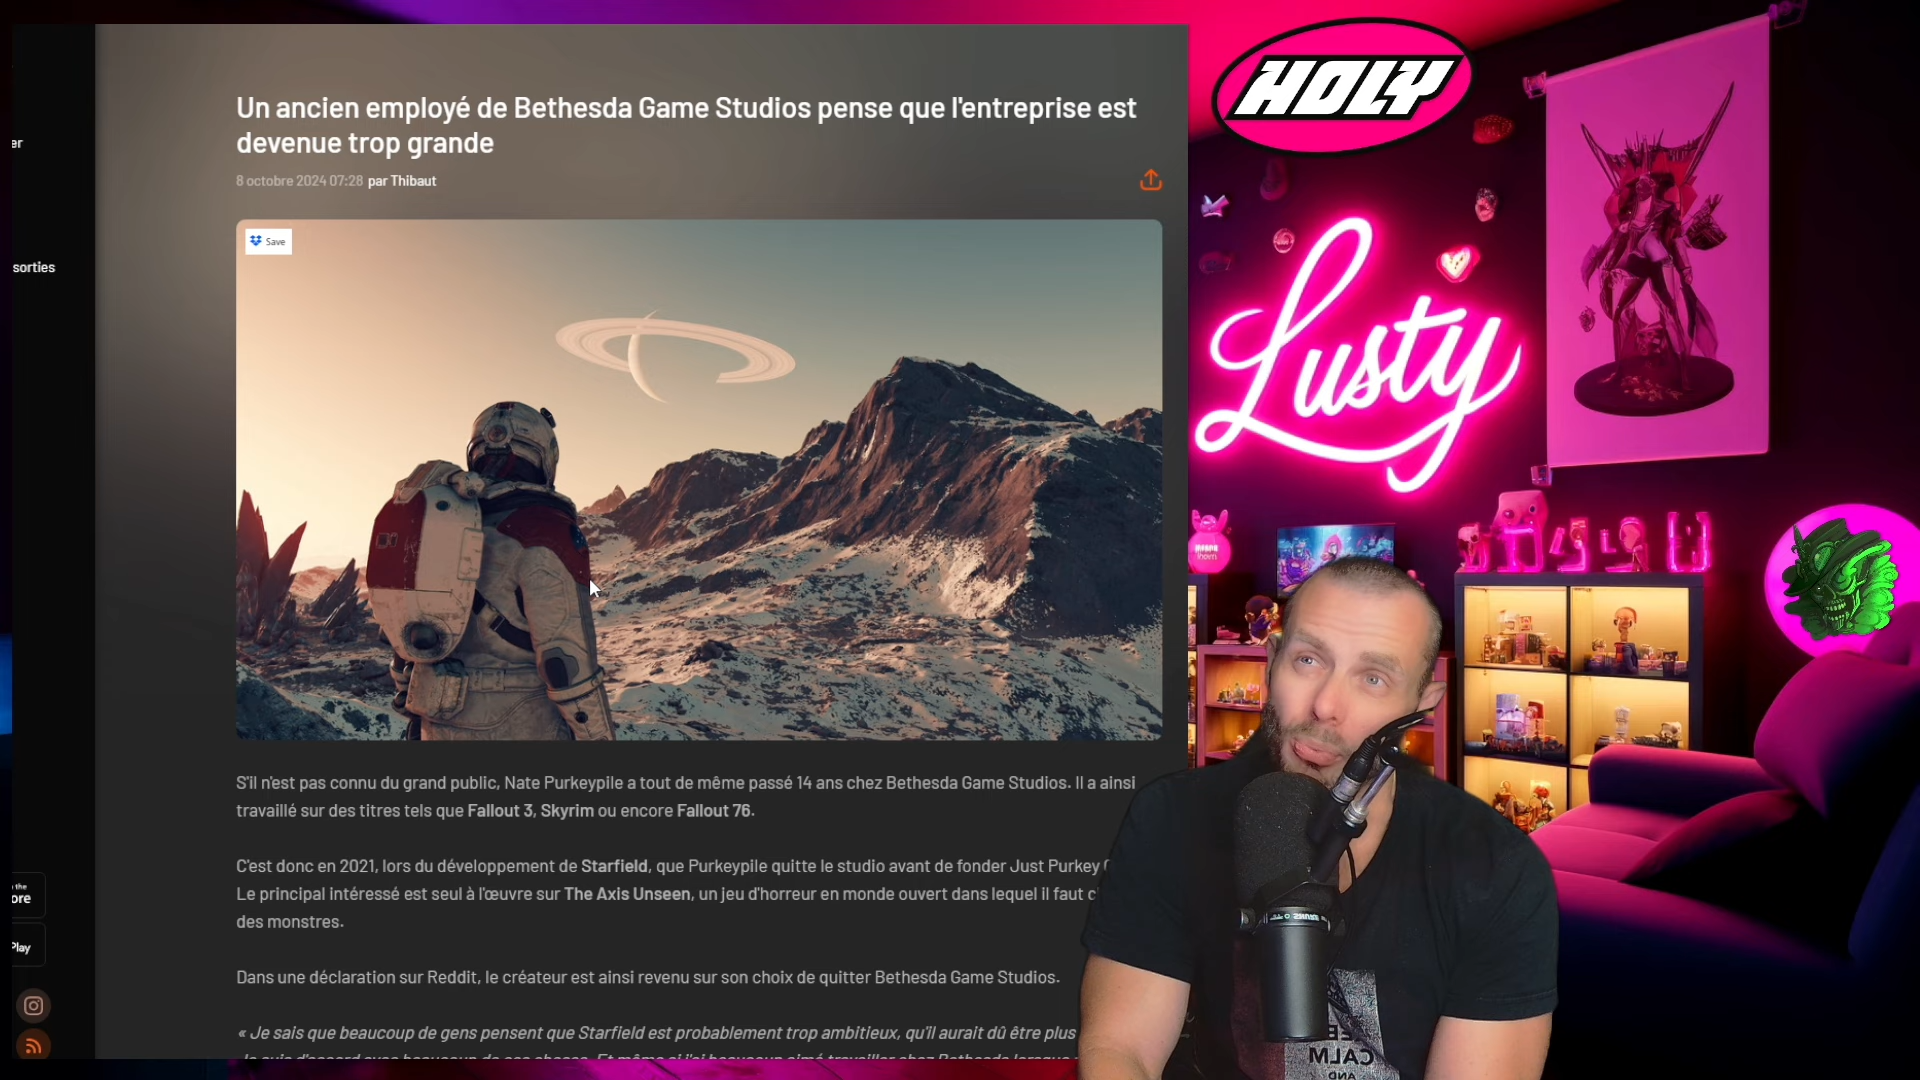 HOLY
Un ancien employé de Bethesda Game Studios pense que l'entreprise est
devenue trop grande
8 octobre 2024 07:28 par Thibaut
er
Save
sorties
Lusty
S'il n'est pas connu du grand public, Nate Purkeypile a tout de même passé 14 ans chez Bethesda Game Studios. Il a ainsi
travaillé sur des titres tels que Fallout 3, Skyrim ou encore Fallout 76.
C'est donc en 2021, lors du développement de Starfield, que Purkeypile quitte le studio avant de fonder Just Purkey
Le principal intéressé est seul à l'œuvre sur The Axis Unseen, un jeu d'horreur en monde ouvert dans lequel il faut
des monstres.
the
ore
Play
Dans une déclaration sur Reddit, le créateur est ainsi revenu sur son choix de quitter Bethesda Game Studios.
« Je sais que beaucoup de gens pensent que Starfield est probablement trop ambitieux, qu'il aurait dû être plus
CALM
AND